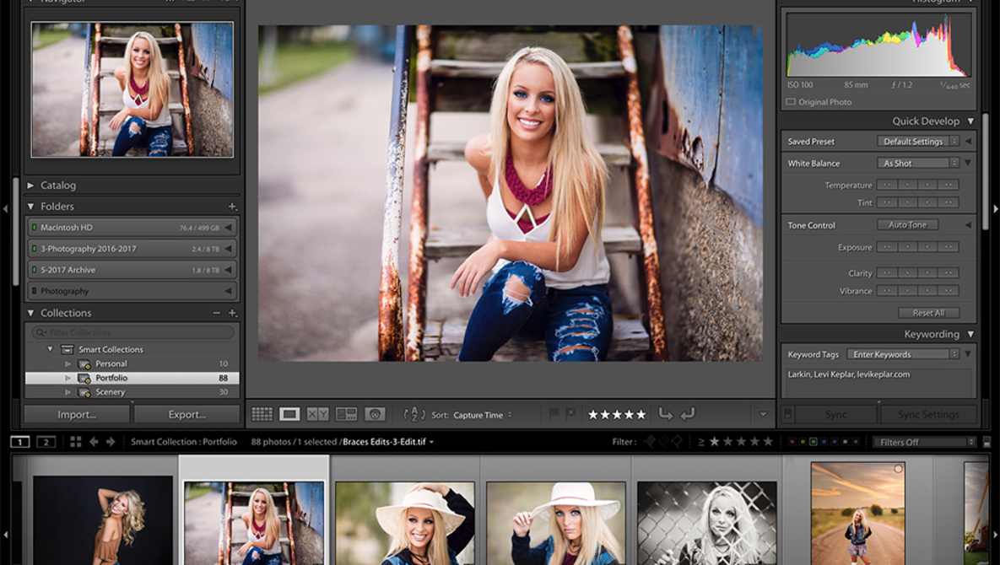 Navigator
Catalog
Folders
Macintosh HD 76.4 / 499 GB
3-Photography 2016-2017 2.4 / 8 TB
5-2017 Archive 1.8 / 8 TB
Photography
Collections
Filter Collections
Smart Collections
Personal 10
Portfolio 88
Scenery 30
Import... Export...
Sort: Capture Time
Histogram
ISO 100 85 mm ƒ / 1.2 1/640 sec
Original Photo
Quick Develop
Saved Preset Default Settings
White Balance As Shot
Temperature
Tint
Tone Control Auto Tone
Exposure
Clarity
Vibrance
Reset All
Keywording
Keyword Tags Enter Keywords
Larkin, Levi Keplar, levikeplar.com
Sync Sync Settings
1 2 Smart Collection : Portfolio 88 photos / 1 selected / Braces Edits-3-Edit.tif Filter : ≥ Filters Off